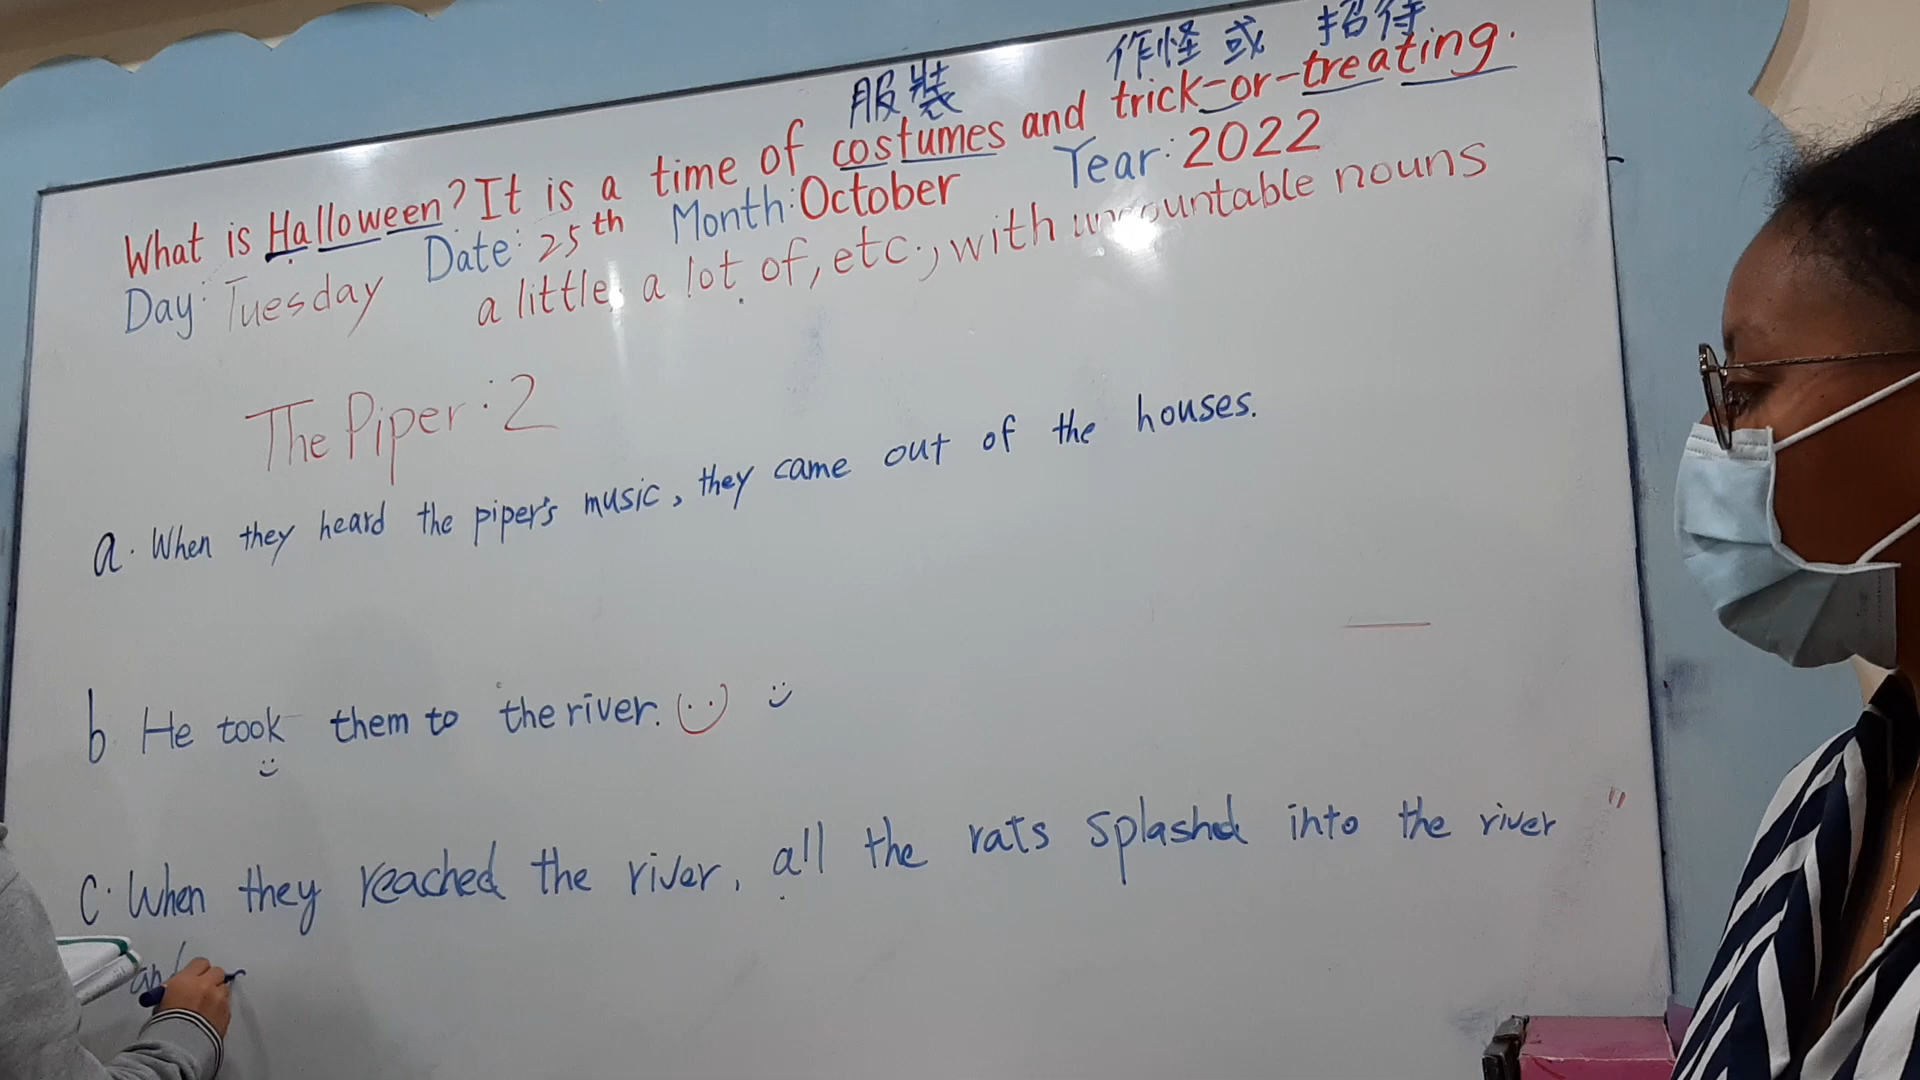 服裝 作怪或 招待
What is Halloween? It is a time of costumes and trick-or-treating.
Day: Tuesday Date: 25th Month: October Year: 2022
a little, a lot of, etc., with uncountable nouns
The Piper: 2
a. When they heard the piper's music, they came out of the houses.
b. He took them to the river.
c. When they reached the river, all the rats splashed into the river
and